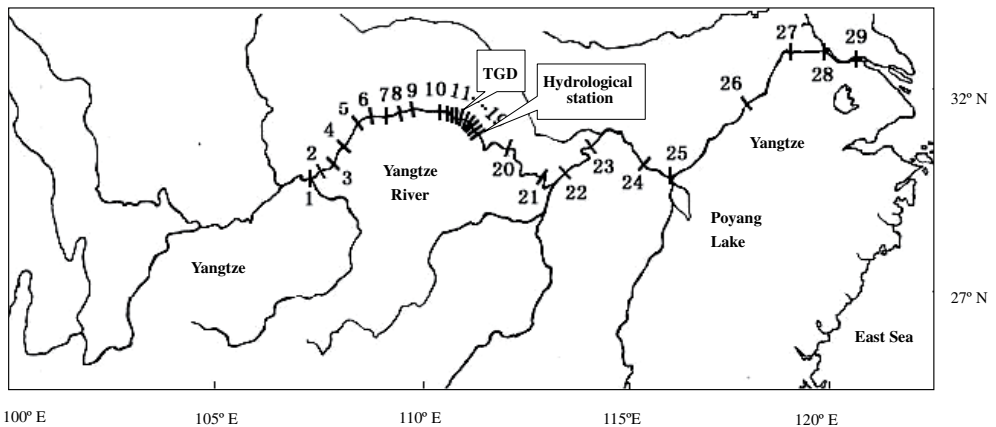 27
29
28
TGD
Hydrological
station
32º N
26
5 6 7 8 9 10 11...19
4
2
3
1
Yangtze
River
20
21
22
23
24
25
Yangtze
Poyang
Lake
Yangtze
27º N
East Sea
100º E
105º E
110º E
115º E
120º E